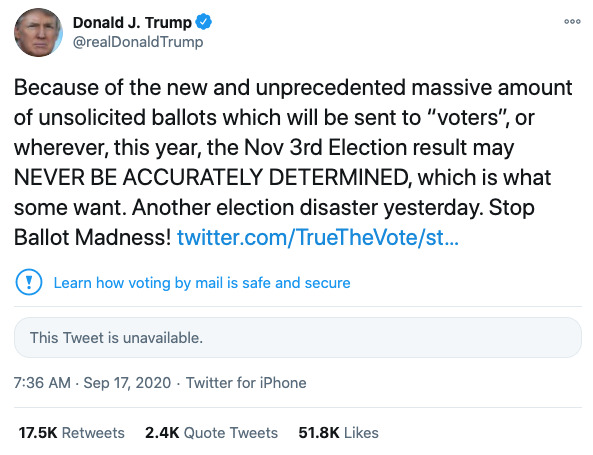 Donald J. Trump
@realDonaldTrump
Because of the new and unprecedented massive amount
of unsolicited ballots which will be sent to “voters”, or
wherever, this year, the Nov 3rd Election result may
NEVER BE ACCURATELY DETERMINED, which is what
some want. Another election disaster yesterday. Stop
Ballot Madness! twitter.com/TrueTheVote/st...
Learn how voting by mail is safe and secure
This Tweet is unavailable.
7:36 AM · Sep 17, 2020 · Twitter for iPhone
17.5K Retweets 2.4K Quote Tweets 51.8K Likes